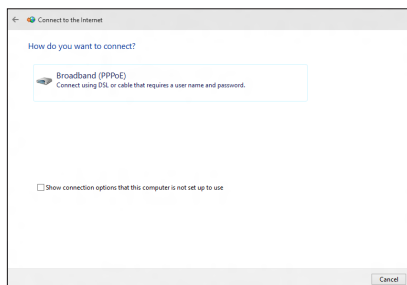 Connect to the Internet
How do you want to connect?
Broadband (PPPoE)
Connect using DSL or cable that requires a user name and password.
Show connection options that this computer is not set up to use
Cancel